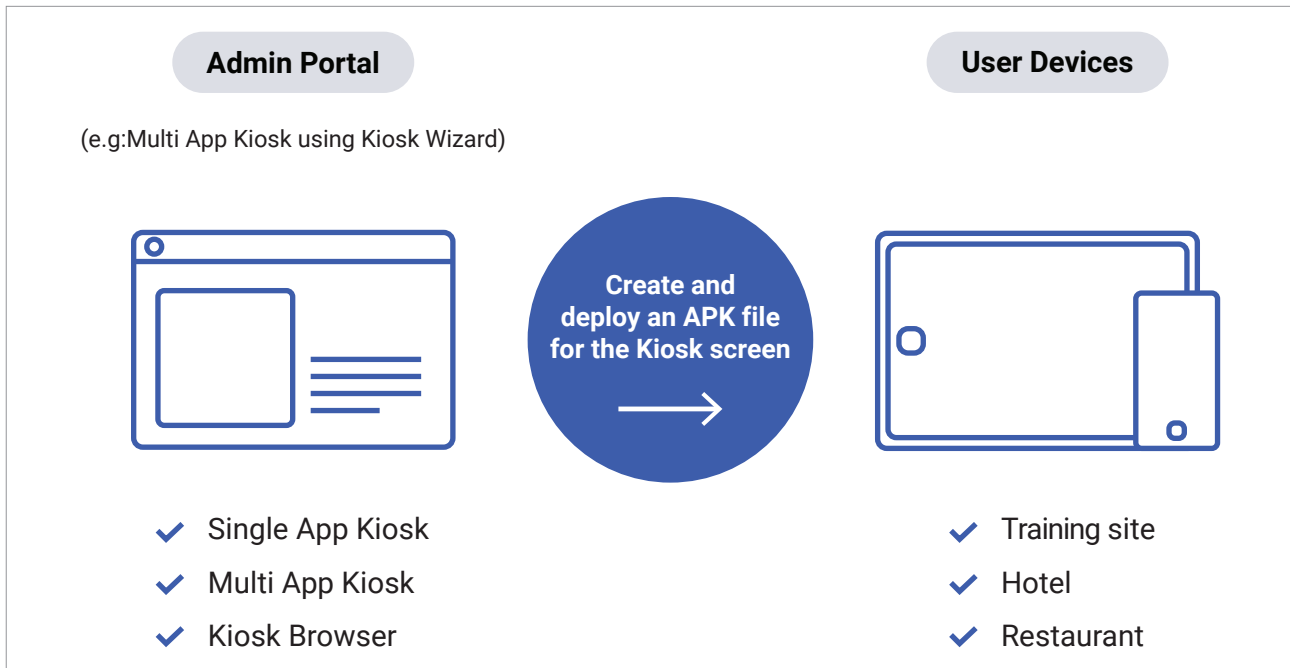 Admin Portal
(e.g:Multi App Kiosk using Kiosk Wizard)
Single App Kiosk
Multi App Kiosk
Kiosk Browser
Create and
deploy an APK file
for the Kiosk screen
User Devices
Training site
Hotel
Restaurant